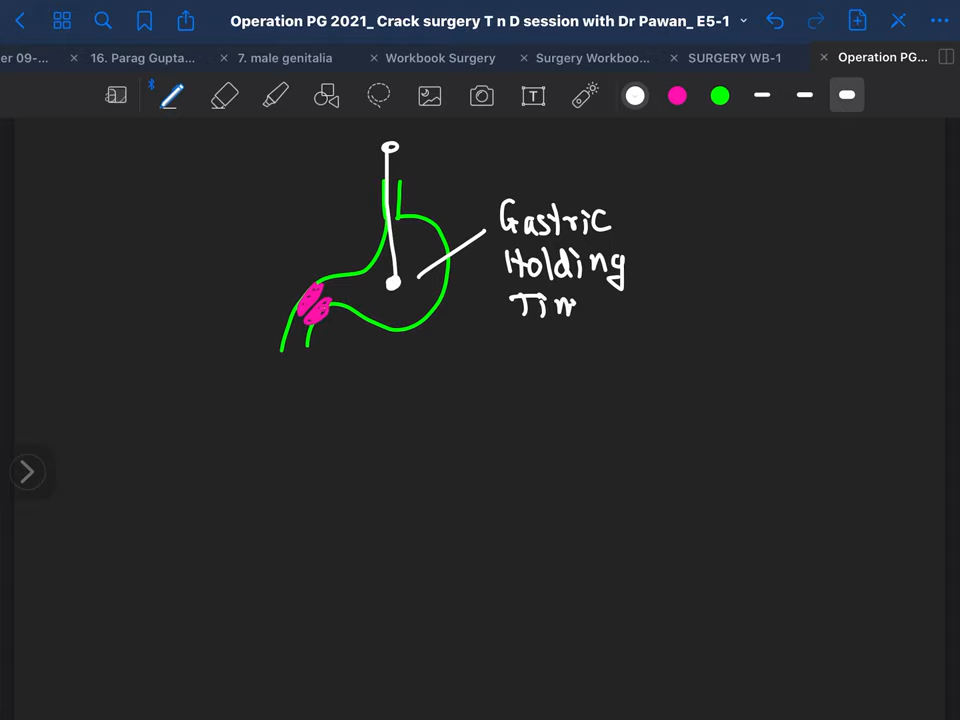 Operation PG 2021_ Crack surgery T n D session with Dr Pawan_ E5-1
er 09-...
16. Parag Gupta...
7. male genitalia
Workbook Surgery
Surgery Workboo...
SURGERY WB-1
Operation PG...
T
Gastric
Holding
Tim